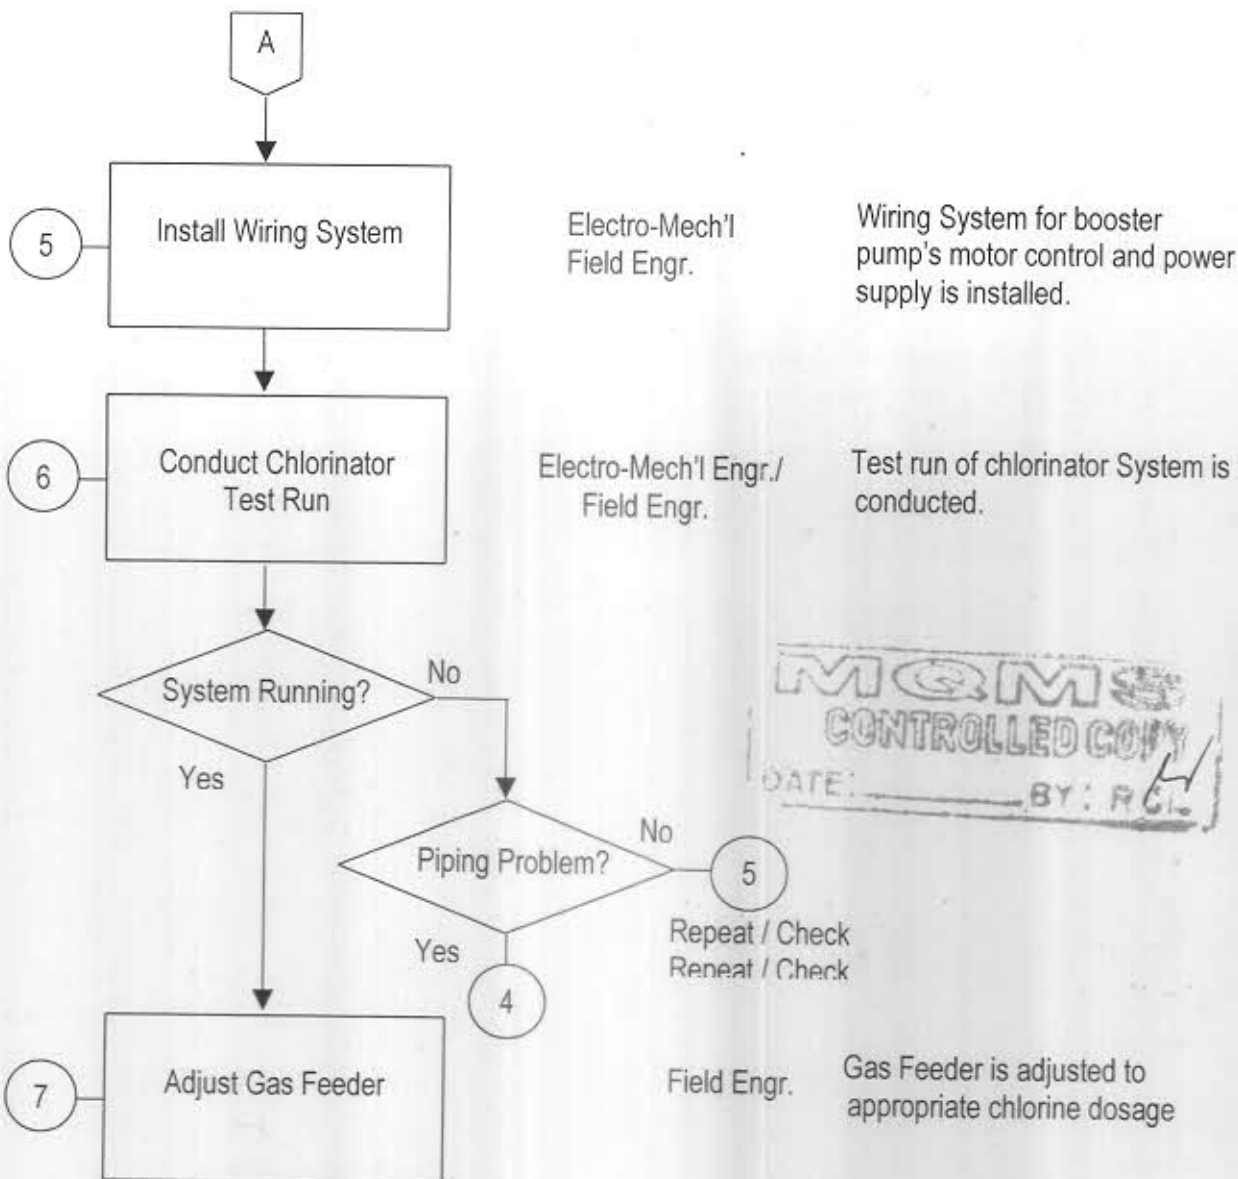 A
5
Install Wiring System
Electro-Mech'l
Field Engr.
Wiring System for booster
pump's motor control and power
supply is installed.
6
Conduct Chlorinator
Test Run
Electro-Mech'l Engr./
Field Engr.
Test run of chlorinator System is
conducted.
System Running?
No
Yes
MQMS
CONTROLLED COPY
DATE: BY:
Piping Problem?
No
5
Repeat / Check
Repeat / Check
Yes
4
7
Adjust Gas Feeder
Field Engr.
Gas Feeder is adjusted to
appropriate chlorine dosage